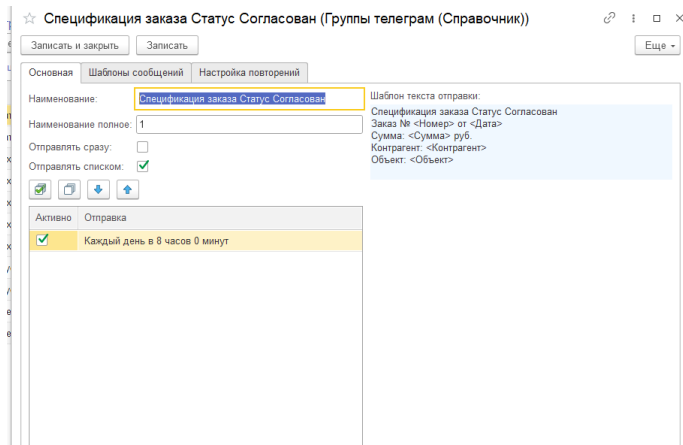 Спецификация заказа Статус Согласован (Группы телеграм (Справочник))
Записать и закрыть
Записать
Еще
Основная
Шаблоны сообщений
Настройка повторений
Наименование:
Спецификация заказа Статус Согласован
Наименование полное:
1
Отправлять сразу:
Отправлять списком:
Активно
Отправка
Каждый день в 8 часов 0 минут
Шаблон текста отправки:
Спецификация заказа Статус Согласован
Заказ № <Номер> от <Дата>
Сумма: <Сумма> руб.
Контрагент: <Контрагент>
Объект: <Объект>